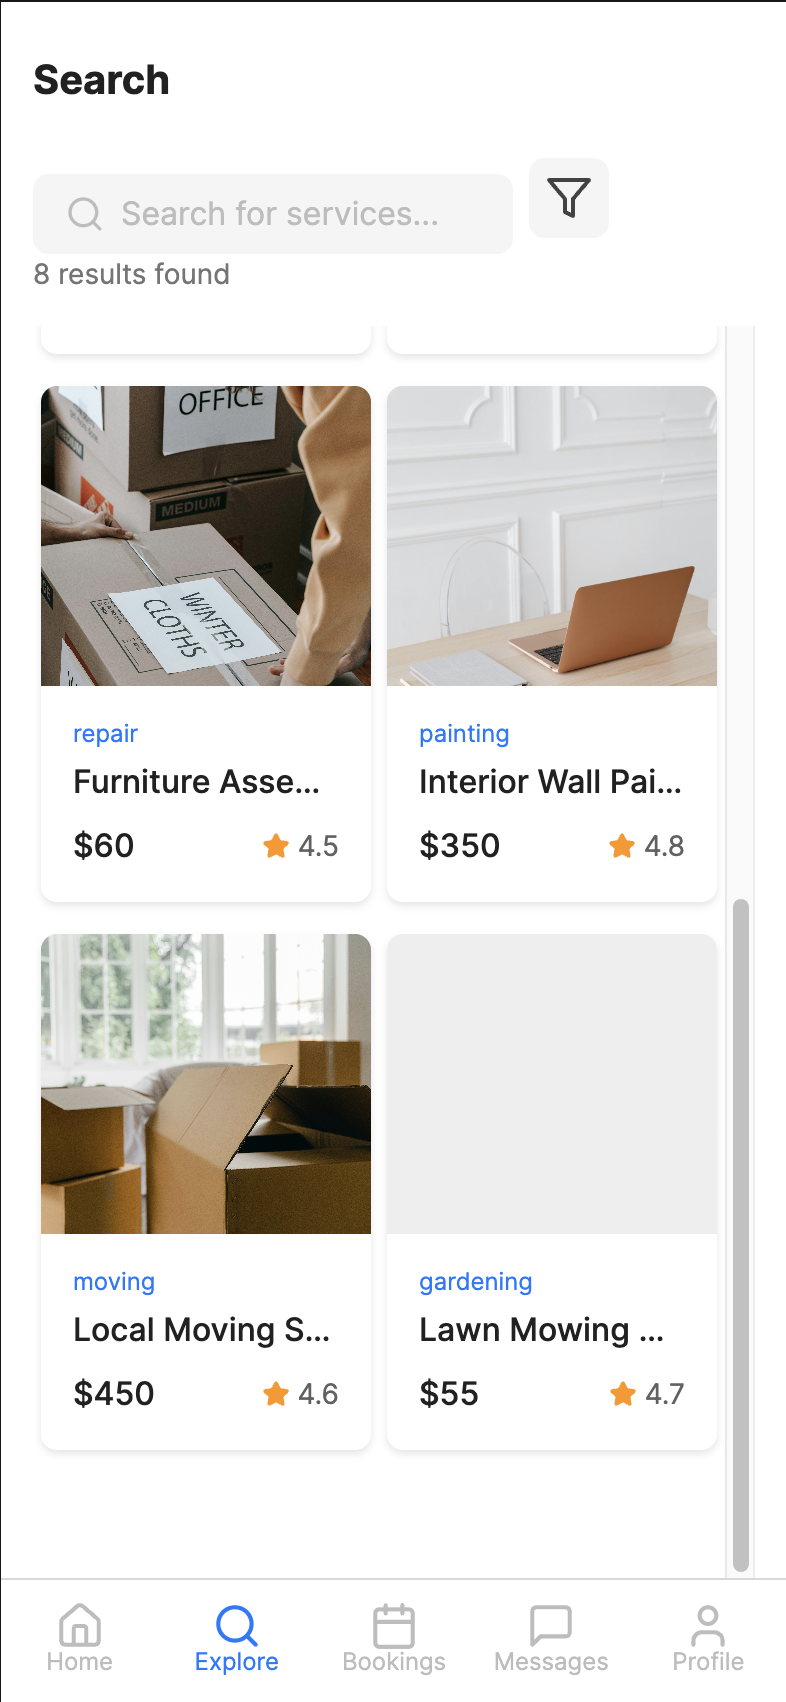 Search
Search for services...
8 results found
OFFICE
MEDIUM
MEDIUM
WINTER
CLOTHS
repair
Furniture Asse...
$60
4.5
painting
Interior Wall Pai...
$350
4.8
moving
Local Moving S...
$450
4.6
gardening
Lawn Mowing ...
$55
4.7
Home
Explore
Bookings
Messages
Profile